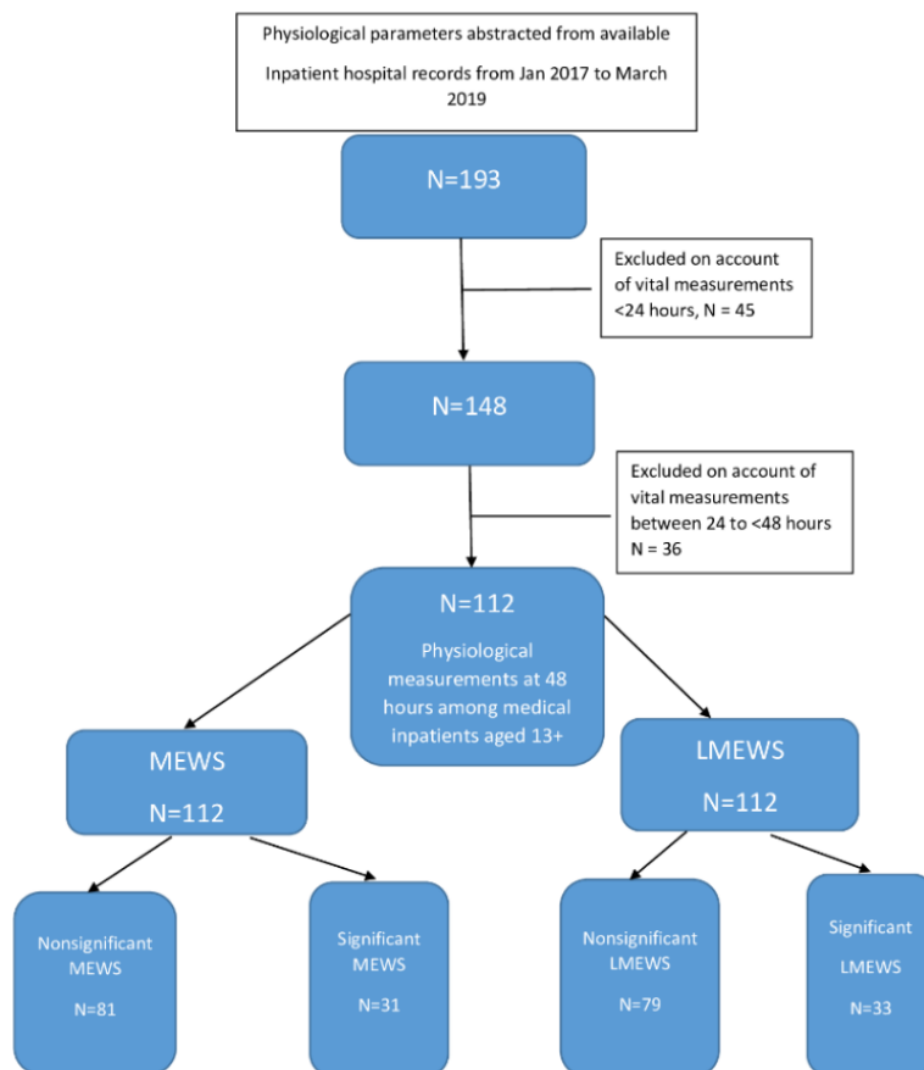 Physiological parameters abstracted from available
Inpatient hospital records from Jan 2017 to March
2019
N=193
Excluded on account
of vital measurements
<24 hours, N = 45
N=148
Excluded on account of
vital measurements
between 24 to <48 hours
N = 36
N=112
Physiological
measurements at 48
hours among medical
inpatients aged 13+
MEWS
N=112
LMEWS
N=112
Nonsignificant
MEWS
N=81
Significant
MEWS
N=31
Nonsignificant
LMEWS
N=79
Significant
LMEWS
N=33